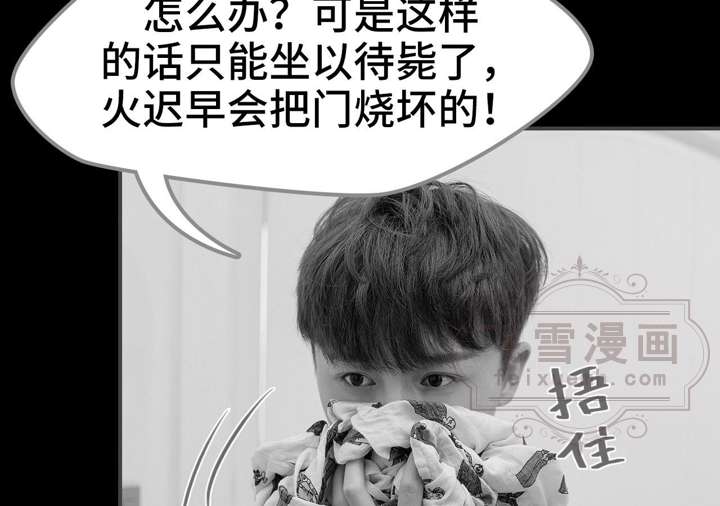 怎么办？可是这样
的话只能坐以待毙了，
火迟早会把门烧坏的！
雪漫画
捂住